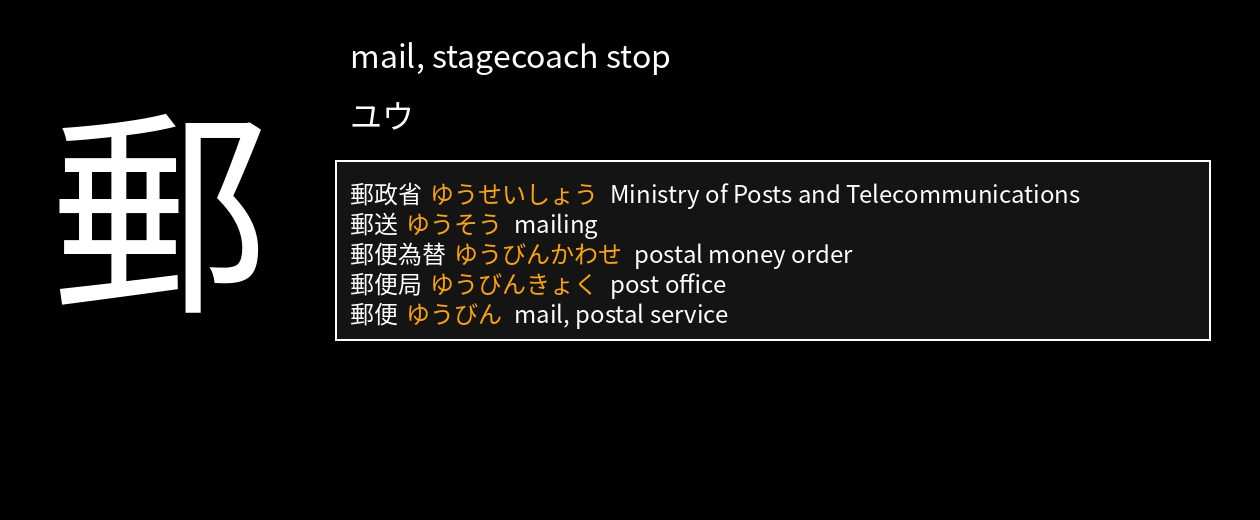 郵
mail, stagecoach stop
ユウ
郵政省 ゆうせいしょう Ministry of Posts and Telecommunications
郵送 ゆうそう mailing
郵便為替 ゆうびんかわせ postal money order
郵便局 ゆうびんきょく post office
郵便 ゆうびん mail, postal service